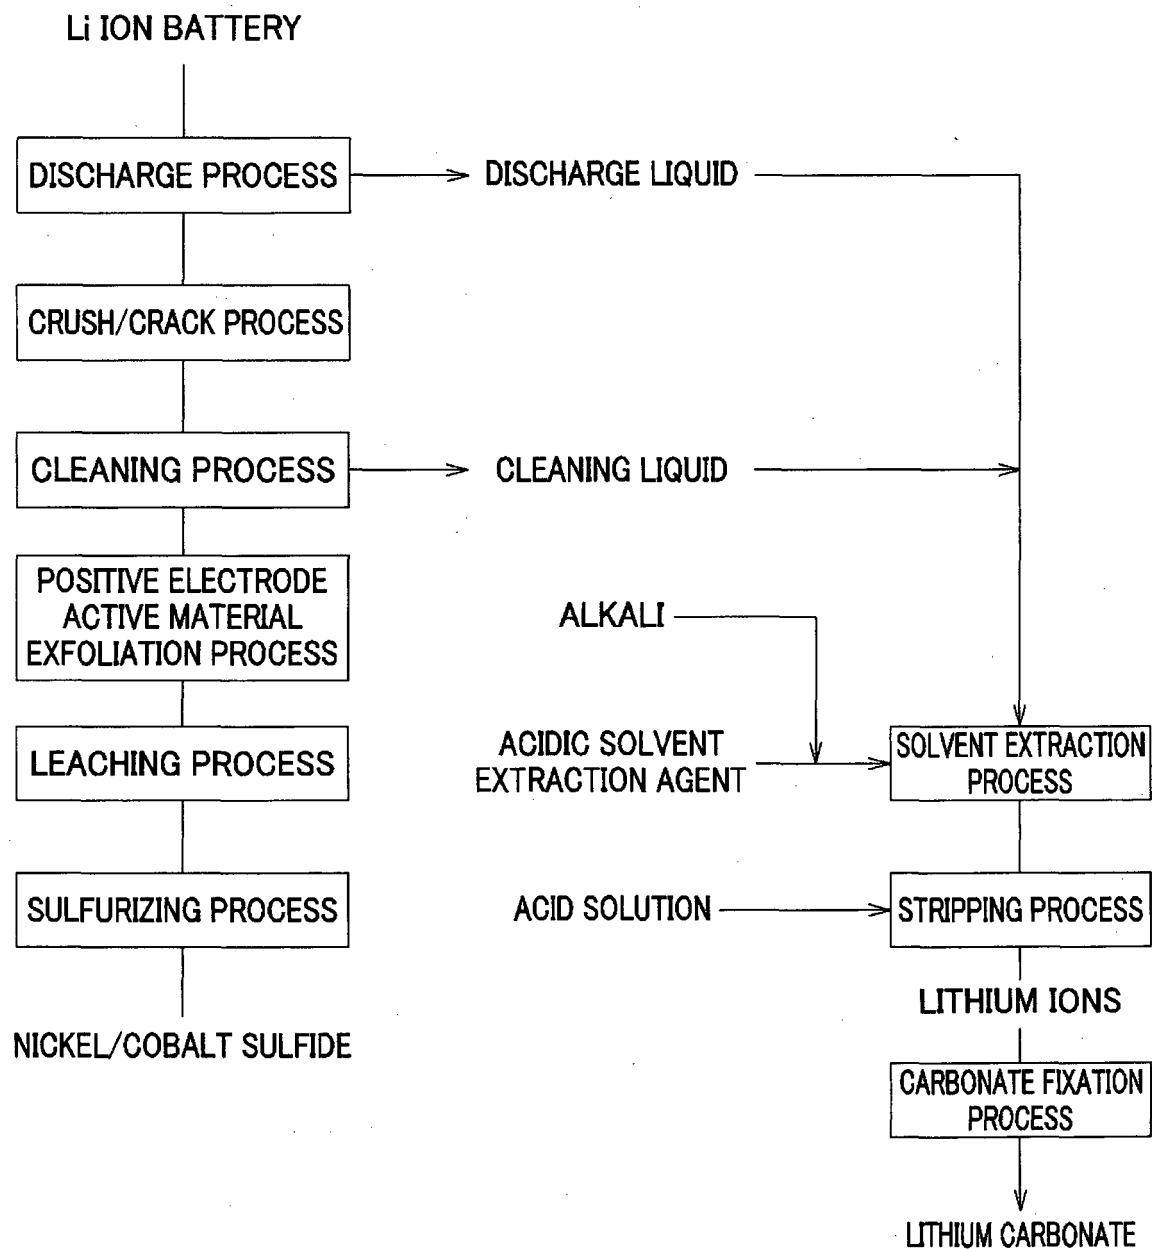 Li ION BATTERY
DISCHARGE PROCESS
DISCHARGE LIQUID
CRUSH/CRACK PROCESS
CLEANING PROCESS
CLEANING LIQUID
POSITIVE ELECTRODE
ACTIVE MATERIAL
EXFOLIATION PROCESS
ALKALI
LEACHING PROCESS
ACIDIC SOLVENT
EXTRACTION AGENT
SOLVENT EXTRACTION
PROCESS
SULFURIZING PROCESS
ACID SOLUTION
STRIPPING PROCESS
LITHIUM IONS
NICKEL/COBALT SULFIDE
CARBONATE FIXATION
PROCESS
LITHIUM CARBONATE